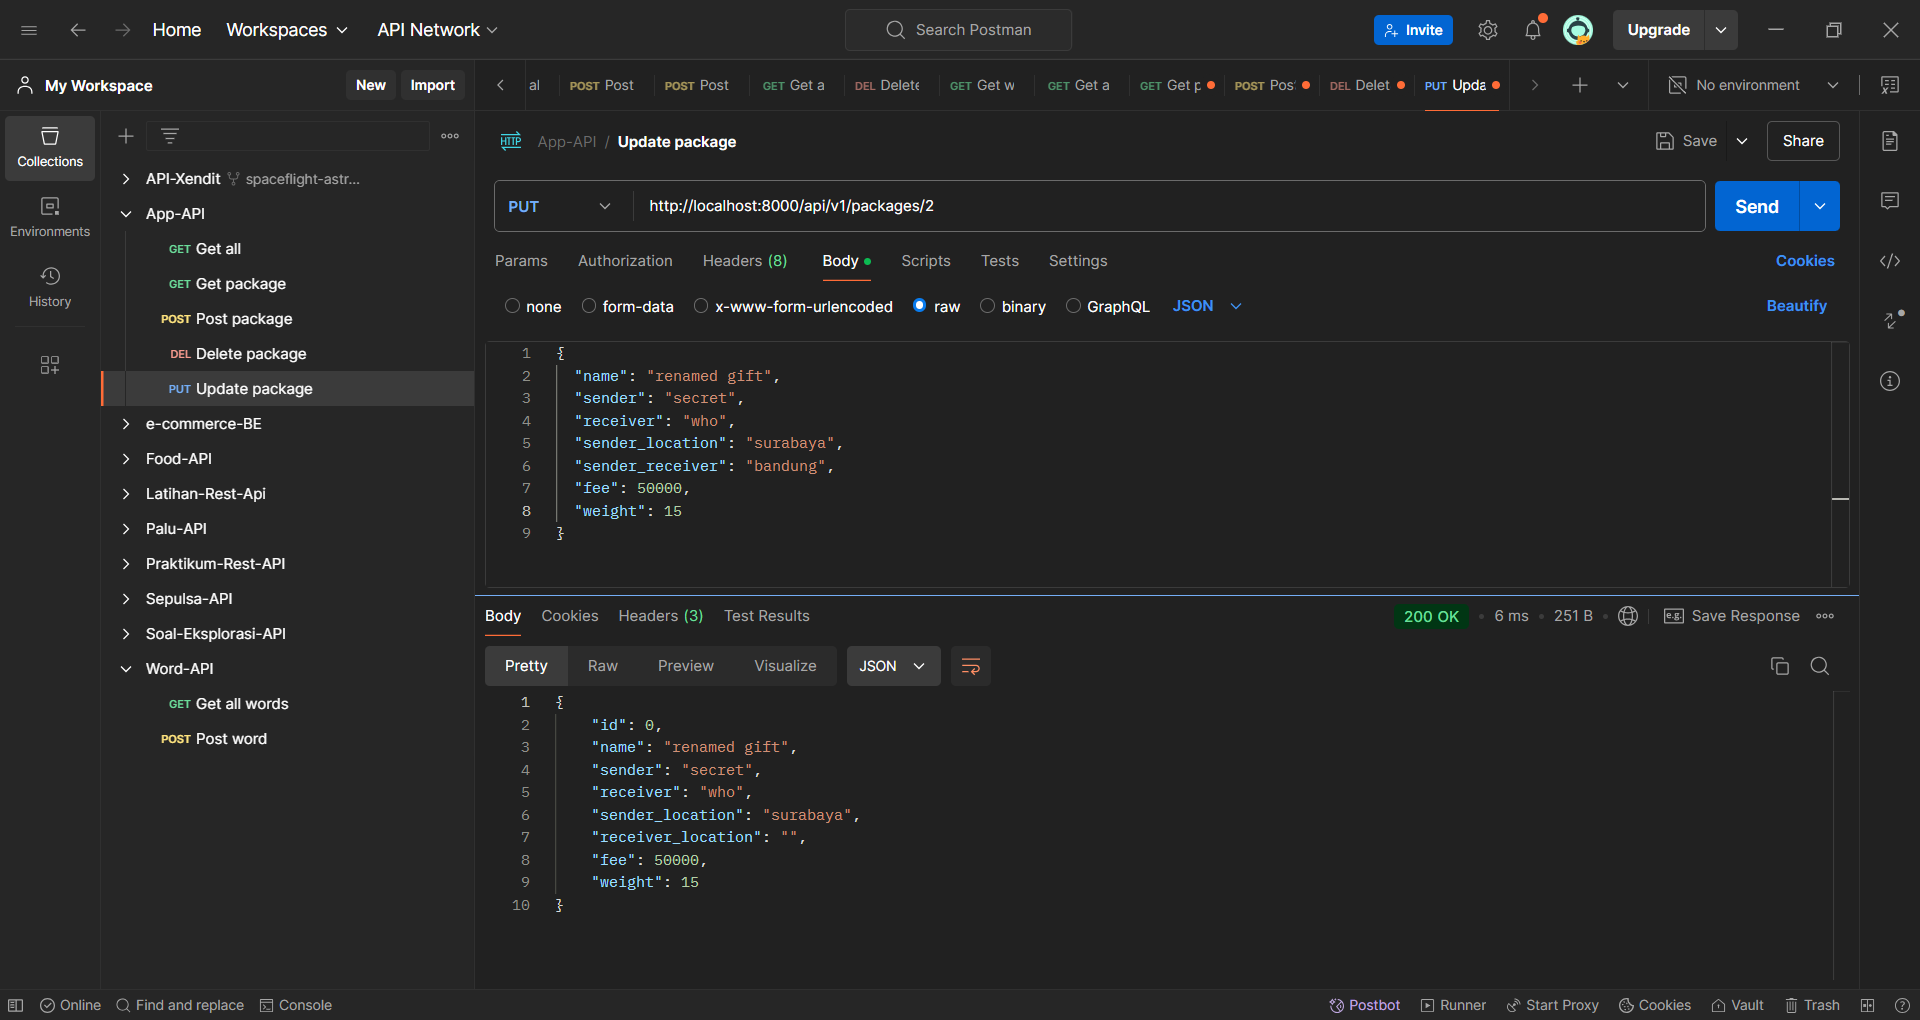 Home Workspaces API Network Search Postman Invite Upgrade
My Workspace New Import al POST Post POST Post GET Get a DEL Delete GET Get w GET Get a GET Get p POST Pos DEL Delet PUT Upda No environment
Collections
Environments
History
API-Xendit spaceflight-astr...
App-API
GET Get all
GET Get package
POST Post package
DEL Delete package
PUT Update package
e-commerce-BE
Food-API
Latihan-Rest-Api
Palu-API
Praktikum-Rest-API
Sepulsa-API
Soal-Eksplorasi-API
Word-API
GET Get all words
POST Post word
HTTP App-API / Update package Save Share
PUT http://localhost:8000/api/v1/packages/2 Send
Params Authorization Headers (8) Body Scripts Tests Settings Cookies
none form-data x-www-form-urlencoded raw binary GraphQL JSON Beautify
1 {
2 "name": "renamed gift",
3 "sender": "secret",
4 "receiver": "who",
5 "sender_location": "surabaya",
6 "sender_receiver": "bandung",
7 "fee": 50000,
8 "weight": 15
9 }
Body Cookies Headers (3) Test Results 200 OK • 6 ms • 251 B • e.g. Save Response
Pretty Raw Preview Visualize JSON
1 {
2 "id": 0,
3 "name": "renamed gift",
4 "sender": "secret",
5 "receiver": "who",
6 "sender_location": "surabaya",
7 "receiver_location": "",
8 "fee": 50000,
9 "weight": 15
10 }
Online Find and replace Console Postbot Runner Start Proxy Cookies Vault Trash